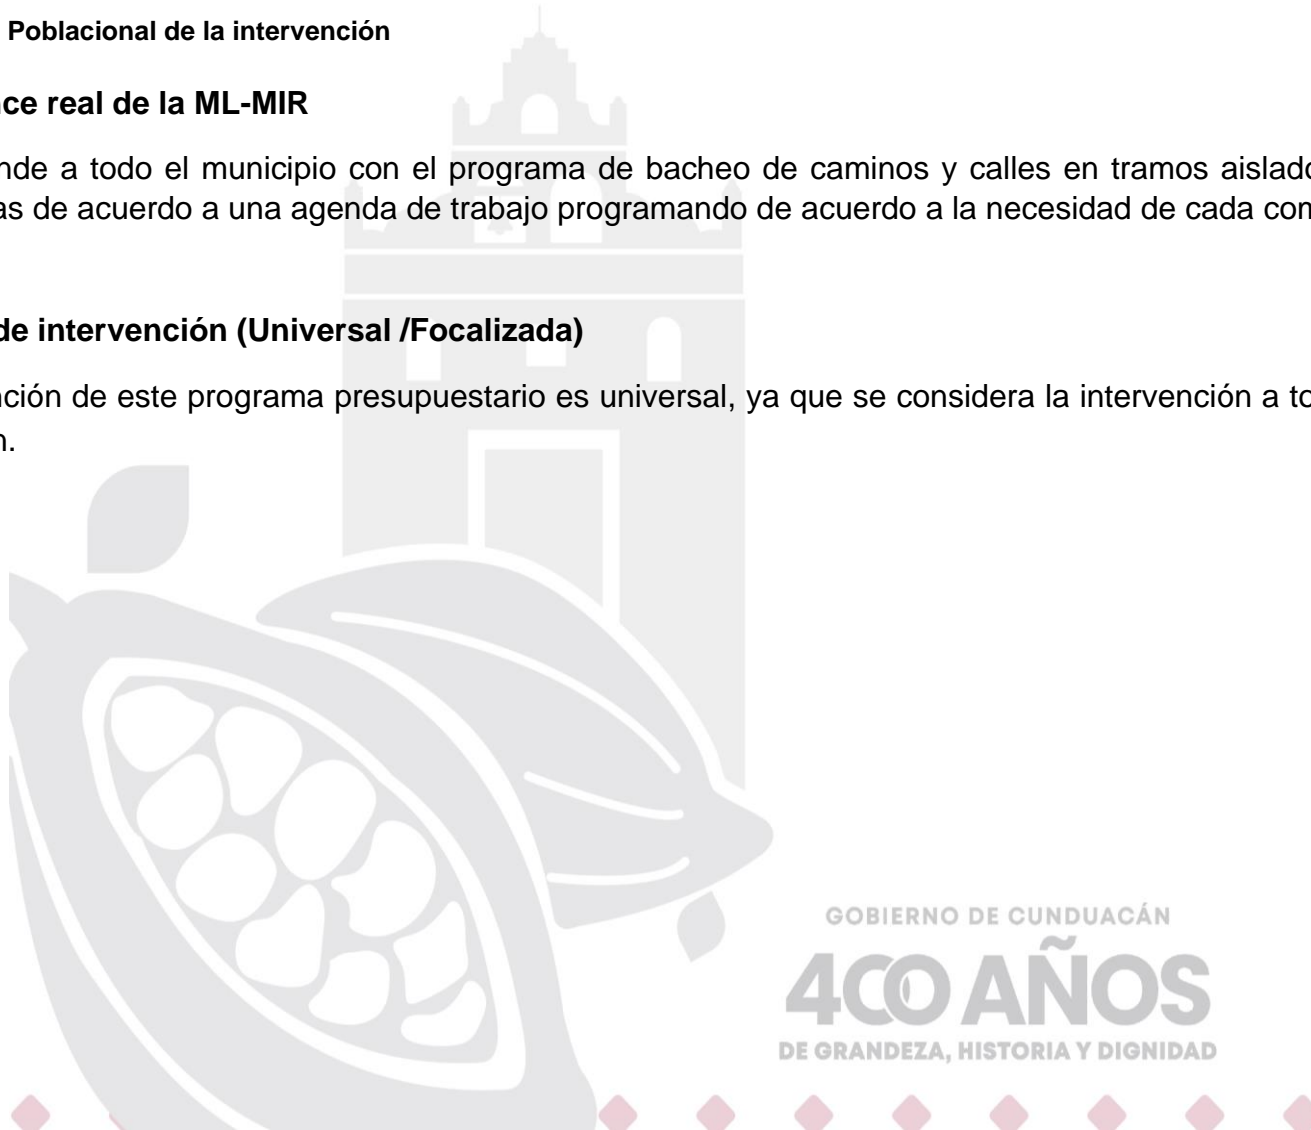 Poblacional de la intervención
nce real de la ML-MIR
nde a todo el municipio con el programa de bacheo de caminos y calles en tramos aislado
as de acuerdo a una agenda de trabajo programando de acuerdo a la necesidad de cada com
de intervención (Universal /Focalizada)
nción de este programa presupuestario es universal, ya que se considera la intervención a to
n.
GOBIERNO DE CUNDUACÁN
400 AÑOS
DE GRANDEZA, HISTORIA Y DIGNIDAD